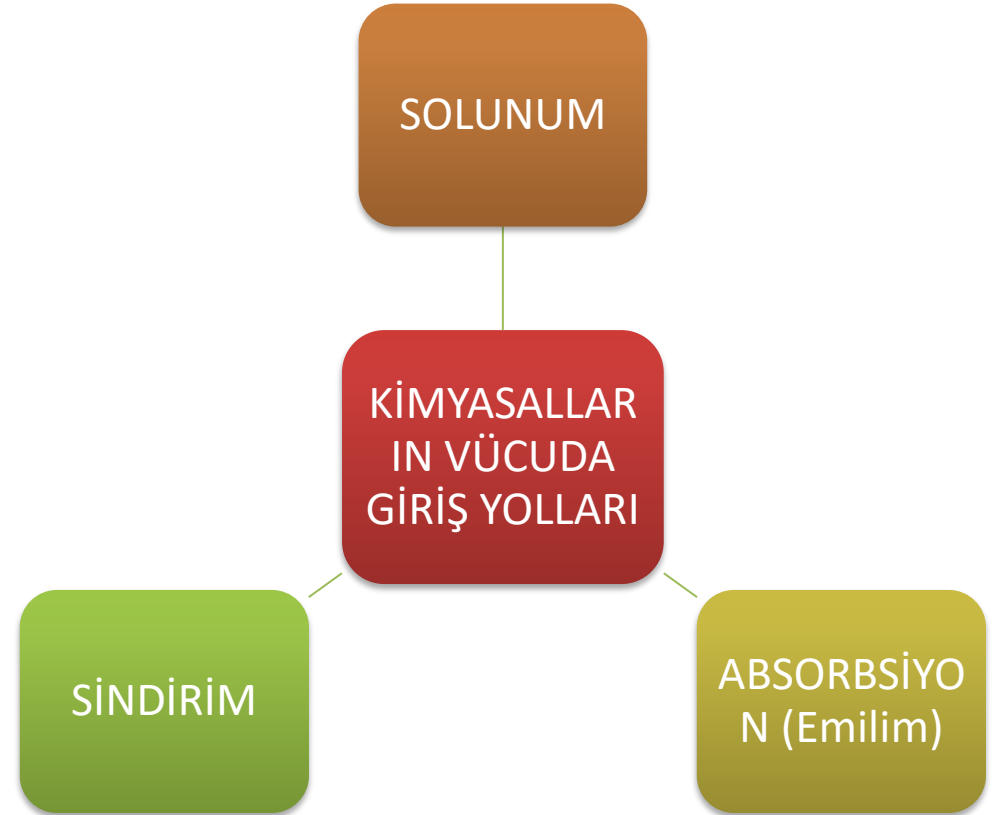 SOLUNUM
KİMYASALLAR
IN VÜCUDA
GİRİŞ YOLLARI
SİNDİRİM
ABSORBSİYO
N (Emilim)